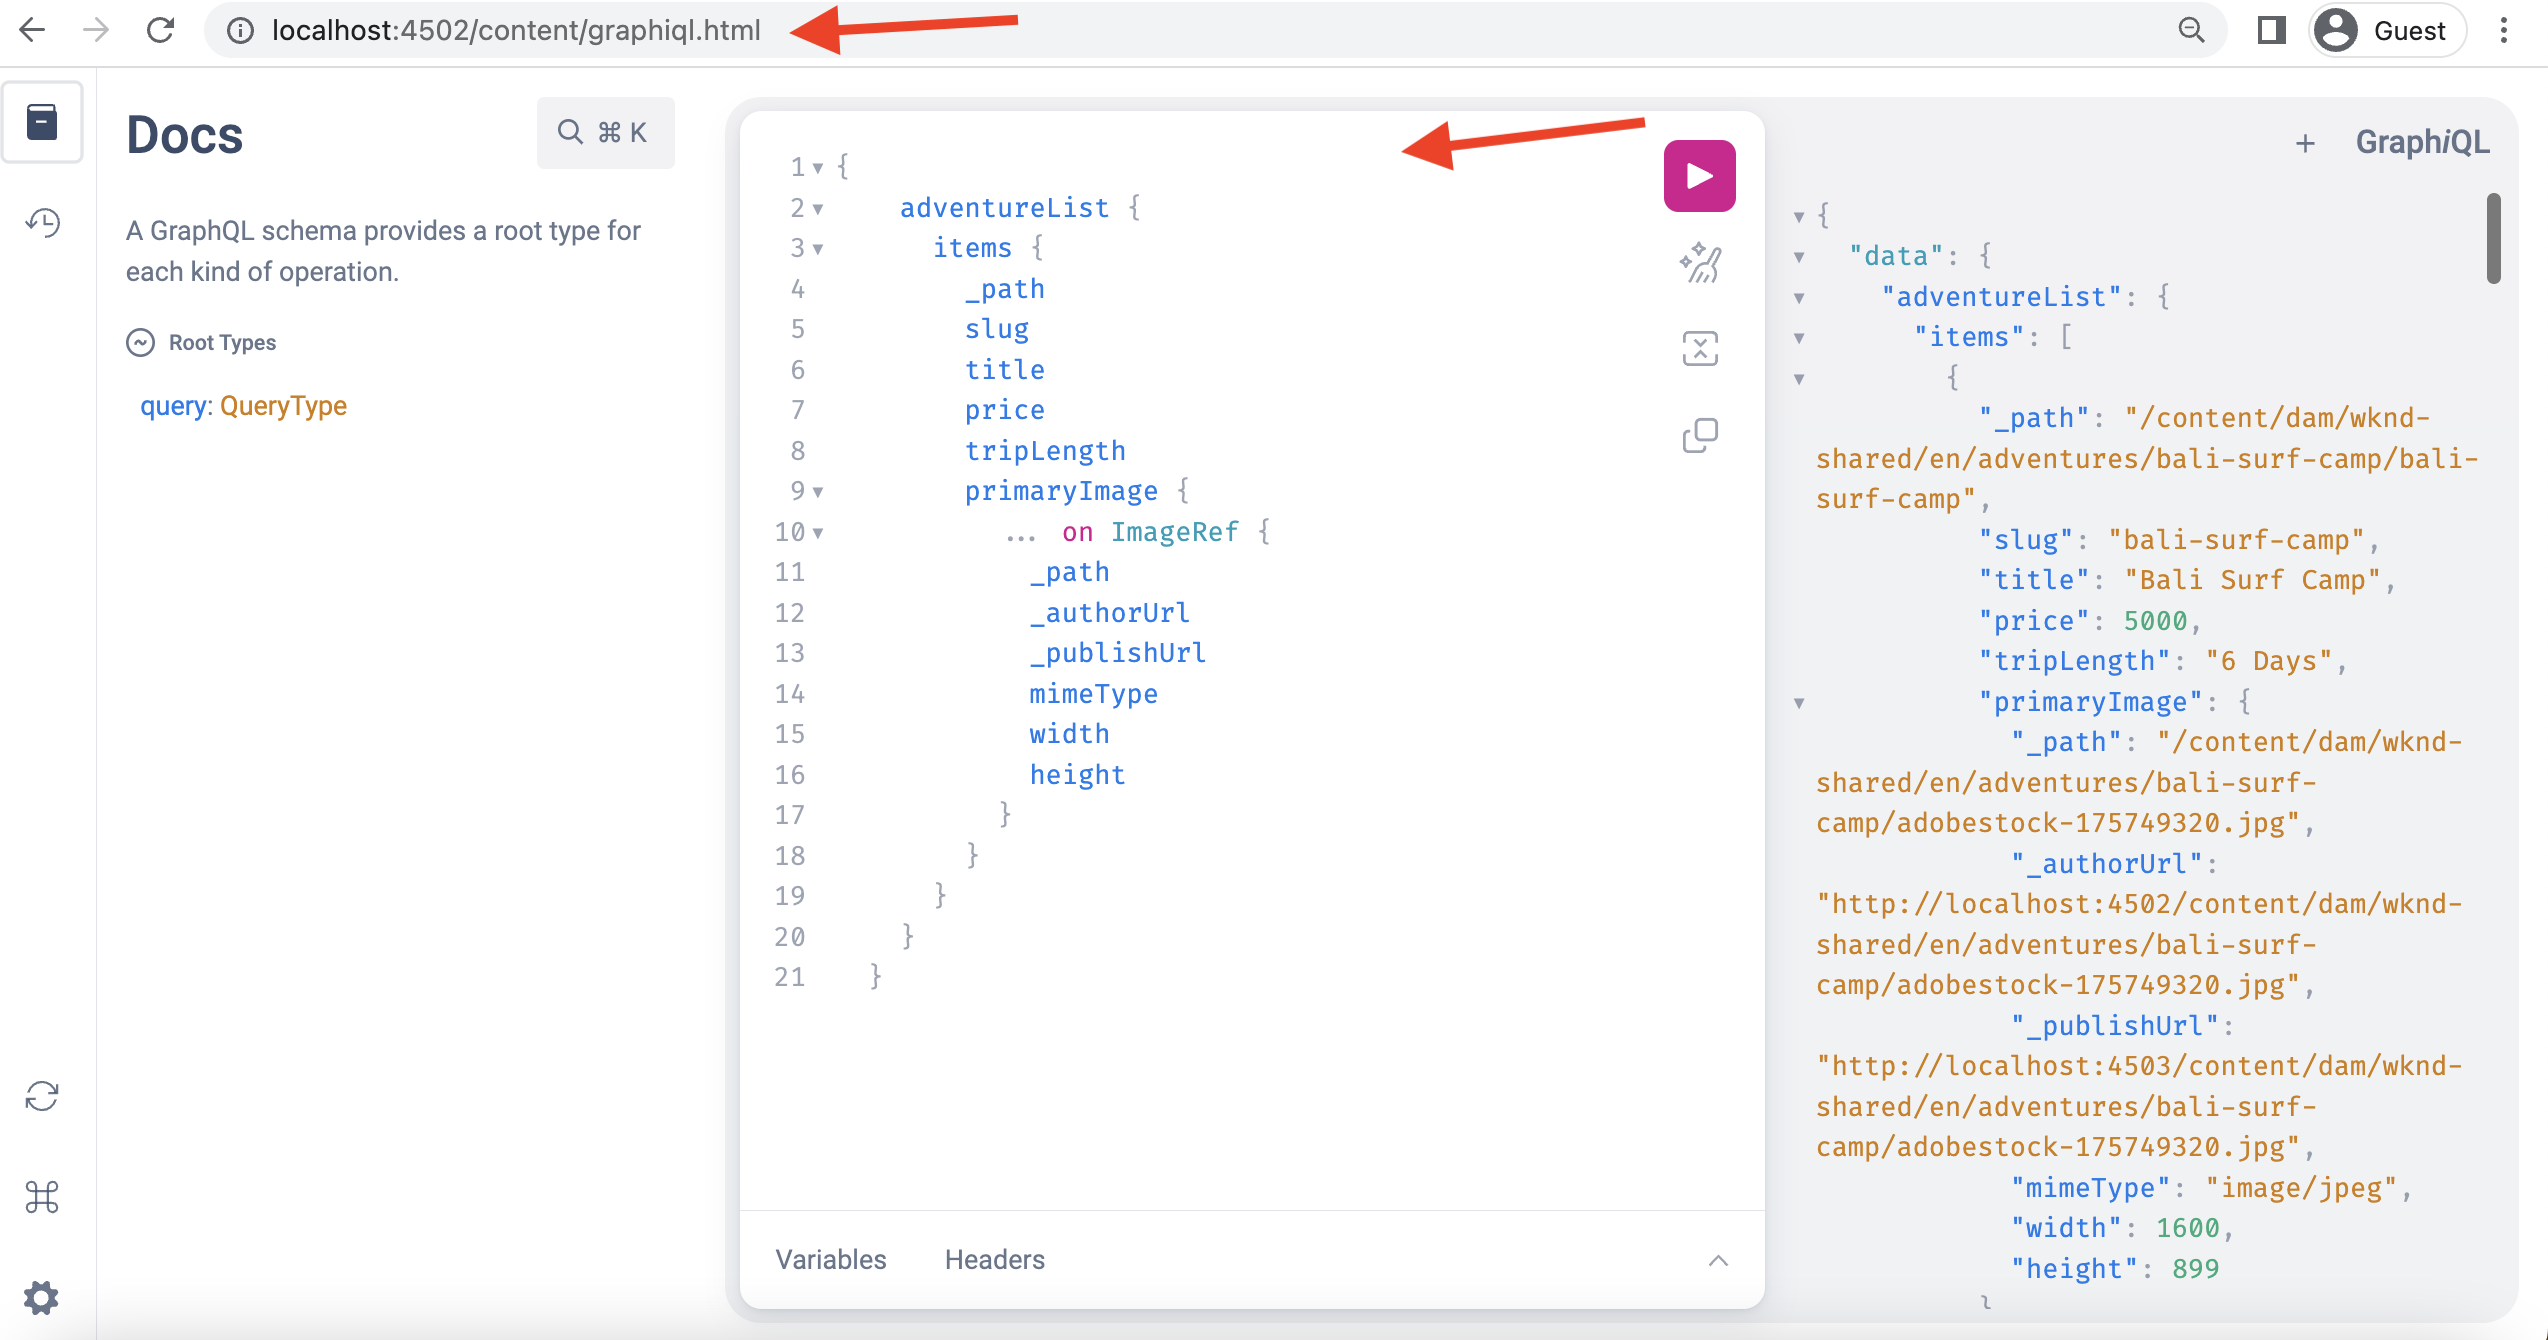 localhost:4502/content/graphiql.html
Guest
Docs
⌘ K
A GraphQL schema provides a root type for
each kind of operation.
Root Types
query: QueryType
1 {
2 adventureList {
3 items {
4 _path
5 slug
6 title
7 price
8 tripLength
9 primaryImage {
10 ... on ImageRef {
11 _path
12 _authorUrl
13 _publishUrl
14 mimeType
15 width
16 height
17 }
18 }
19 }
20 }
21 }
Variables Headers
+ GraphiQL
{
"data": {
"adventureList": {
"items": [
{
"_path": "/content/dam/wknd-
shared/en/adventures/bali-surf-camp/bali-
surf-camp",
"slug": "bali-surf-camp",
"title": "Bali Surf Camp",
"price": 5000,
"tripLength": "6 Days",
"primaryImage": {
"_path": "/content/dam/wknd-
shared/en/adventures/bali-surf-
camp/adobestock-175749320.jpg",
"_authorUrl":
"http://localhost:4502/content/dam/wknd-
shared/en/adventures/bali-surf-
camp/adobestock-175749320.jpg",
"_publishUrl":
"http://localhost:4503/content/dam/wknd-
shared/en/adventures/bali-surf-
camp/adobestock-175749320.jpg",
"mimeType": "image/jpeg",
"width": 1600,
"height": 899
}